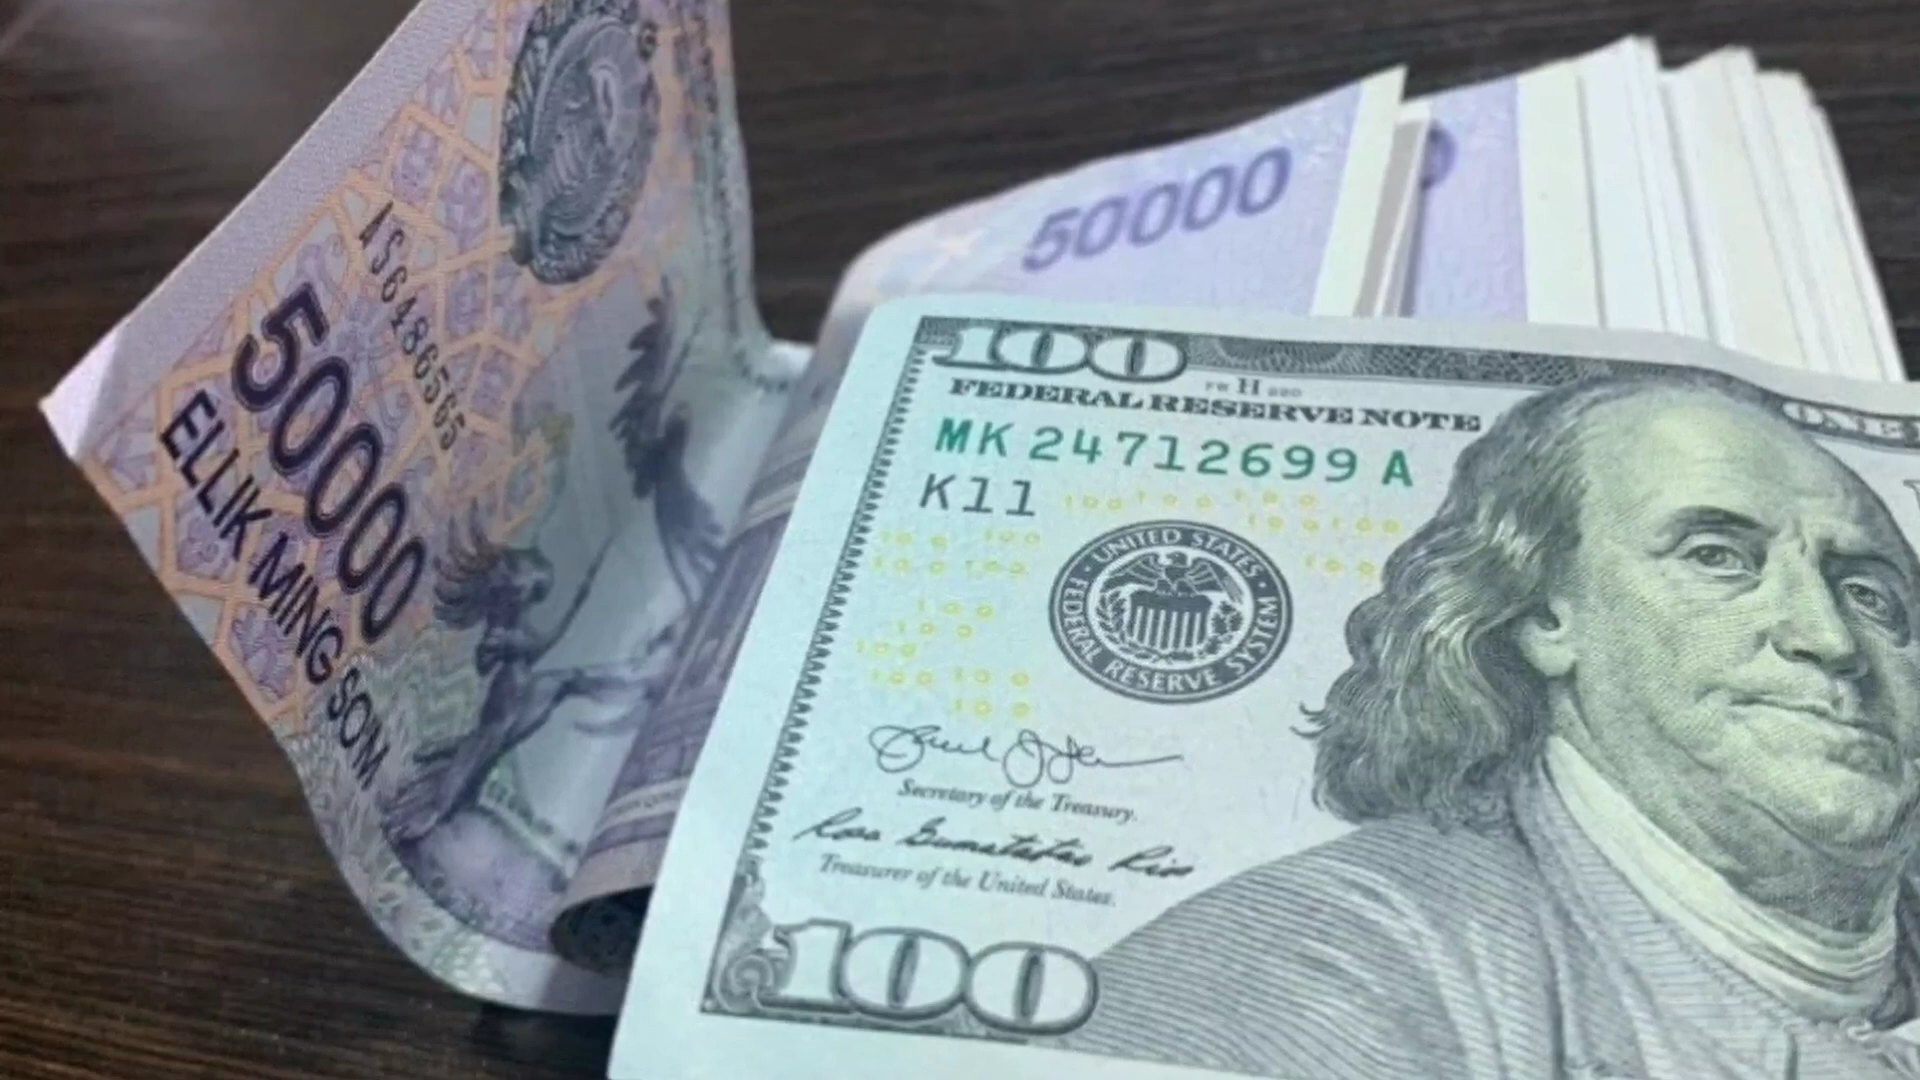 AS6486565
50000
ELLIK MING SO'M
50000
100
FEDERAL RESERVE NOTE
MK 24712699 A
K11
UNITED STATES
FEDERAL RESERVE SYSTEM
Secretary of the Treasury.
Treasurer of the United States.
100